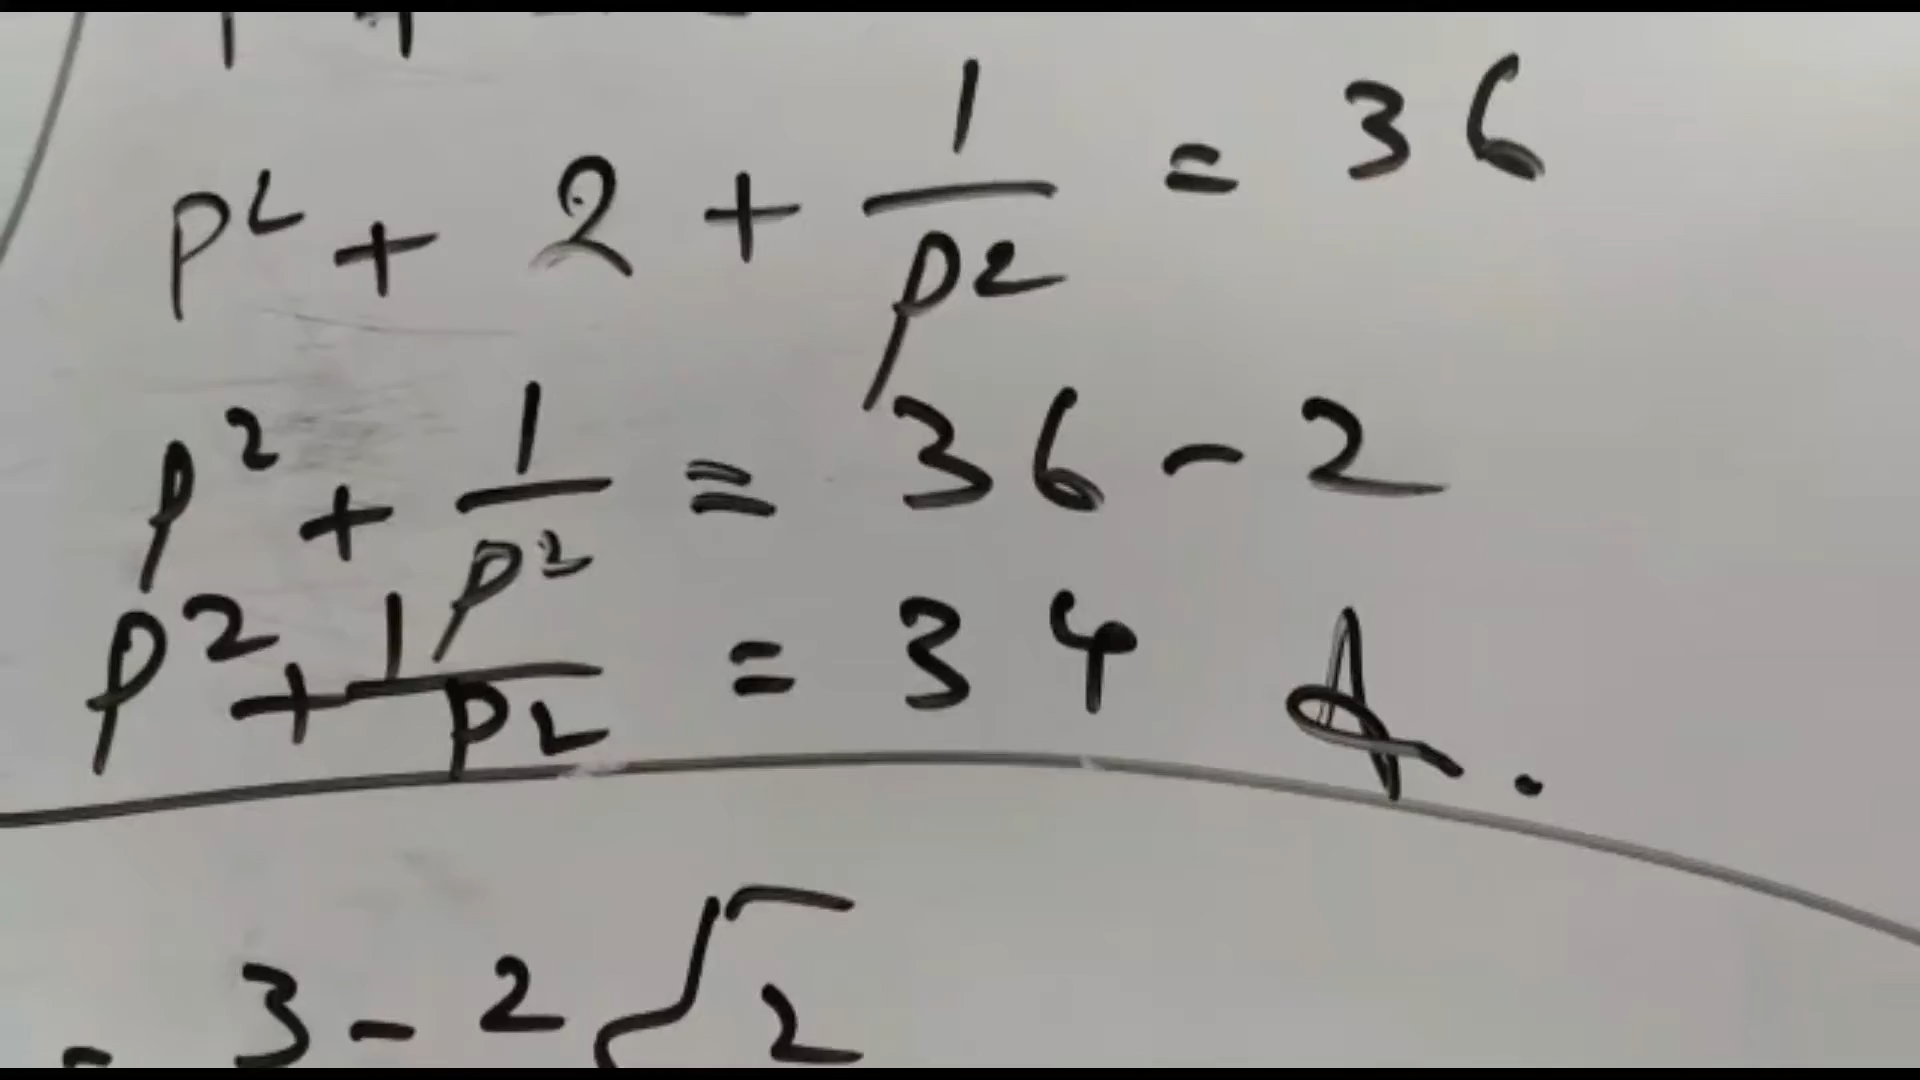 p² + 2 + 1/p² = 36
p² + 1/p² = 36 - 2
p² + 1/p² = 34 A.
= 3 - 2√2